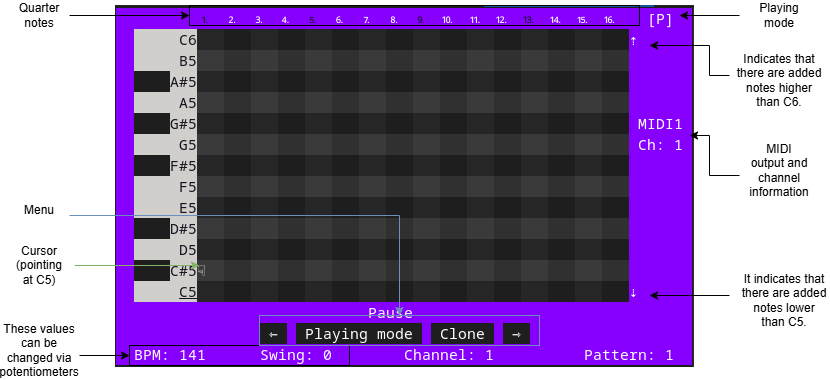 Quarter
notes
1. 2. 3. 4. 5. 6. 7. 8. 9. 10. 11. 12. 13. 14. 15. 16.
[P]
Playing
mode
C6
B5
A#5
A5
G#5
G5
F#5
F5
E5
D#5
D5
C#5
C5
↑
Indicates that
there are added
notes higher
than C6.
MIDI1
Ch: 1
MIDI
output and
channel
information
Menu
Cursor
(pointing
at C5)
↓
It indicates that
there are added
notes lower
than C5.
Pause
← Playing mode Clone →
These values
can be
changed via
potentiometers
BPM: 141 Swing: 0 Channel: 1 Pattern: 1